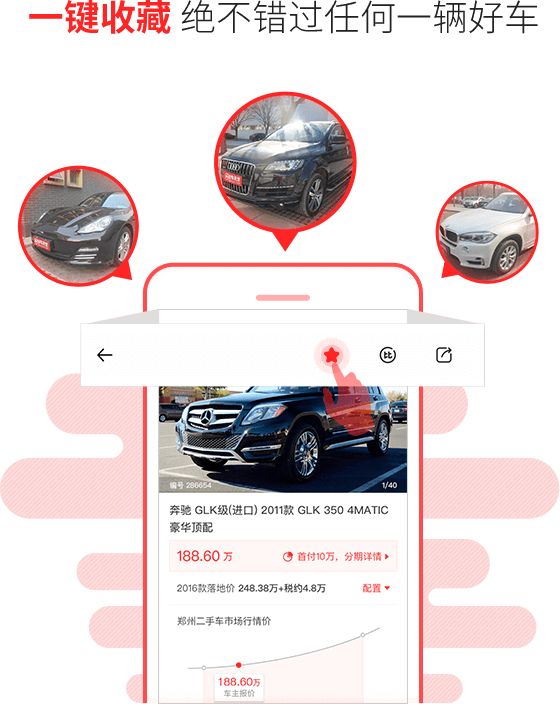 一键收藏 绝不错过任何一辆好车
比
编号 286654
1/40
奔驰 GLK级(进口) 2011款 GLK 350 4MATIC
豪华顶配
188.60 万
首付10万，分期详情
2016款落地价 248.38万+税约4.8万
配置
郑州二手车市场行情价
188.60万
车主报价